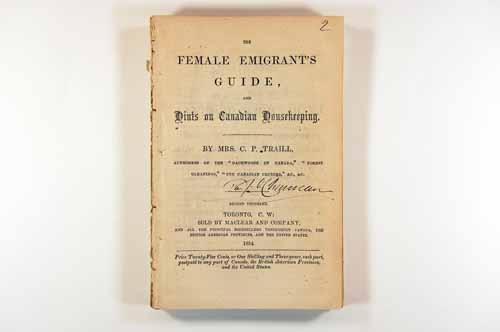 2
THE
FEMALE EMIGRANT'S
GUIDE,
AND
Hints on Canadian Housekeeping.
BY MRS. C. P. TRAILL,
AUTHORESS OF THE "BACKWOODS OF CANADA," "FOREST
GLEANINGS," "THE CANADIAN CRUSOES," &C., &C.
SECOND THOUSAND.
TORONTO, C. W:
SOLD BY MACLEAR AND COMPANY,
AND ALL THE PRINCIPAL BOOKSELLERS THROUGHOUT CANADA, THE
BRITISH AMERICAN PROVINCES, AND THE UNITED STATES.
1854.
Price Twenty-Five Cents, or One Shilling and Three-pence, each part,
postpaid to any part of Canada, the British American Provinces,
and the United States.